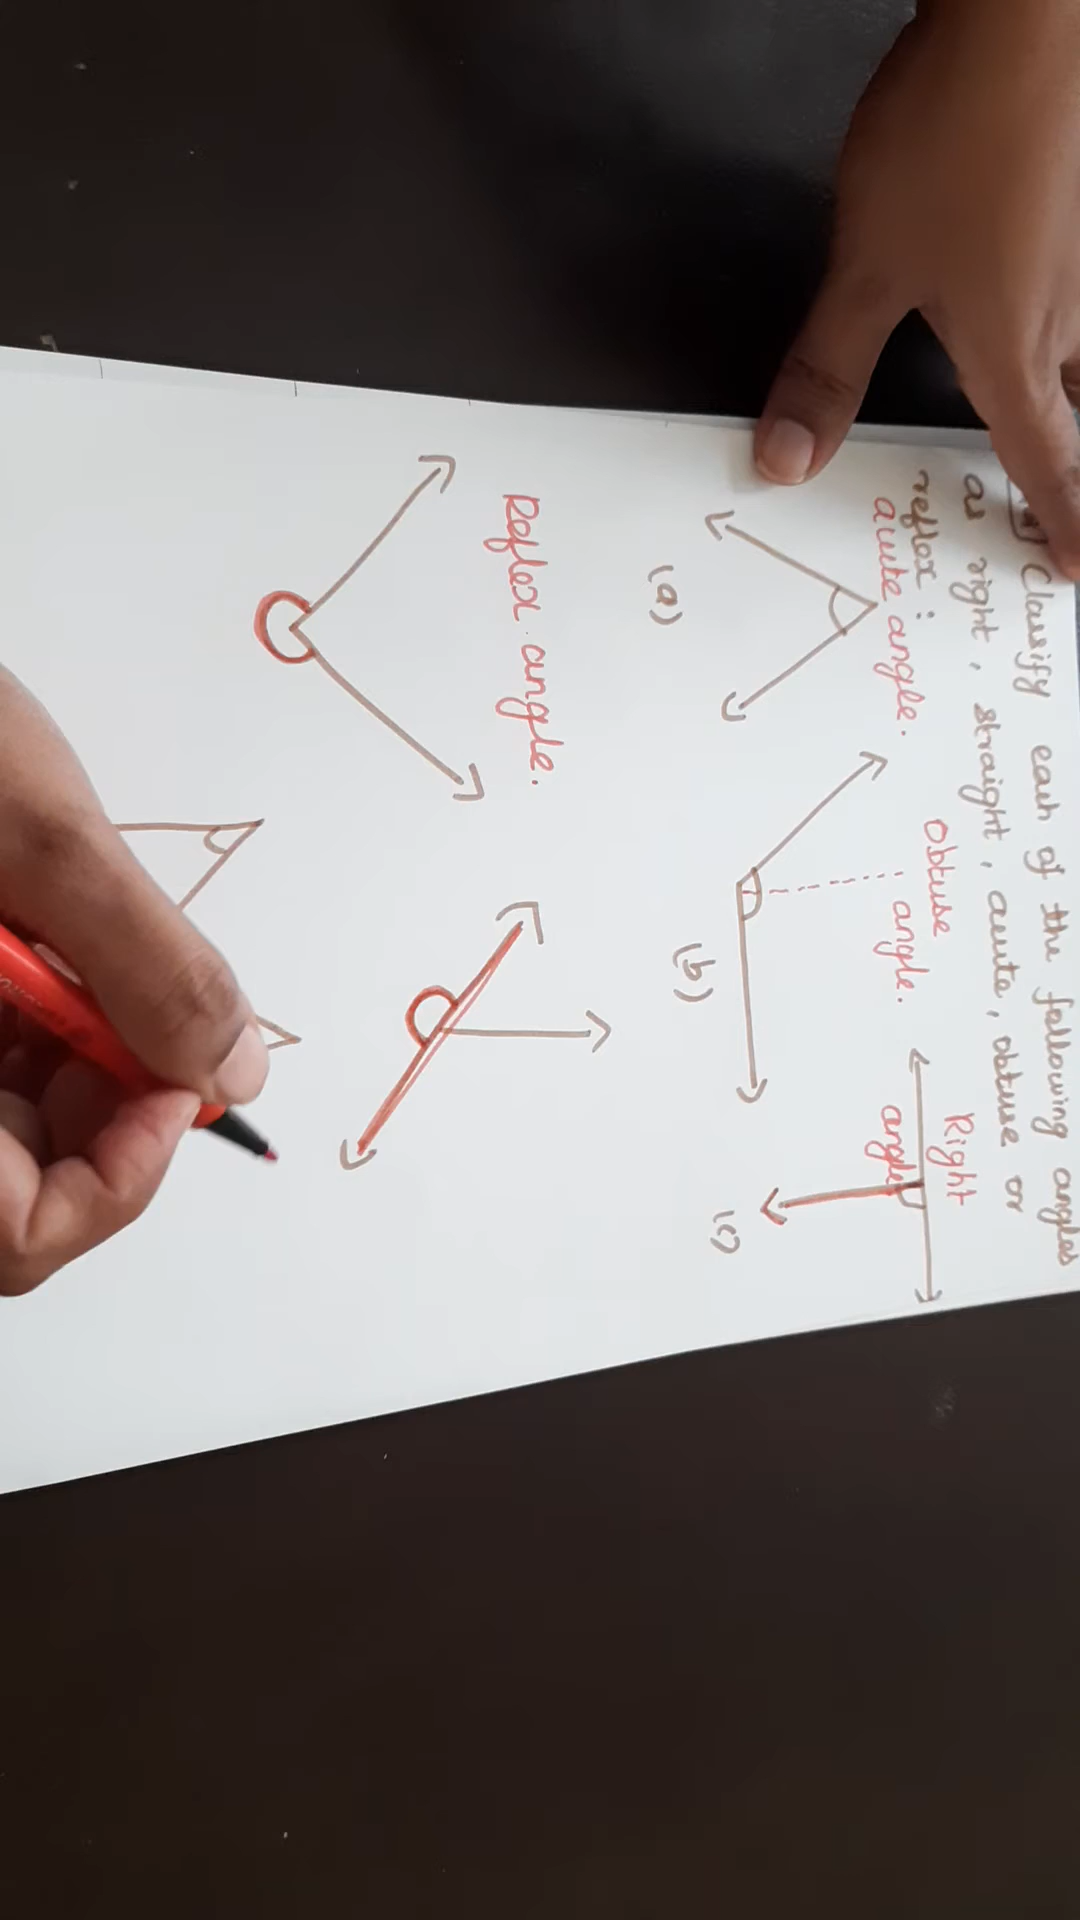 Classify each of the following angles
as right, straight, acute, obtuse or
reflex :
acute angle.
(a)
obtuse
angle.
(b)
Right
angle
(c)
Reflex angle.